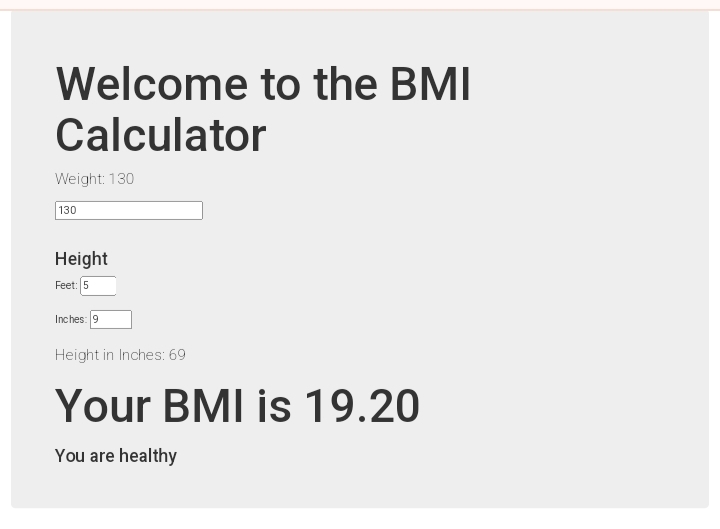 Welcome to the BMI
Calculator
Weight: 130
130
Height
Feet: 5
Inches: 9
Height in Inches: 69
Your BMI is 19.20
You are healthy